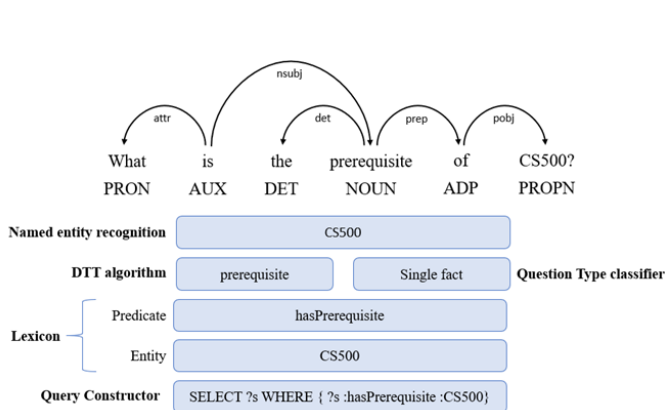 nsubj
attr det prep pobj
What is the prerequisite of CS500?
PRON AUX DET NOUN ADP PROPN
Named entity recognition CS500
DTT algorithm prerequisite Single fact Question Type classifier
Predicate hasPrerequisite
Lexicon
Entity CS500
Query Constructor SELECT ?s WHERE { ?s :hasPrerequisite :CS500}